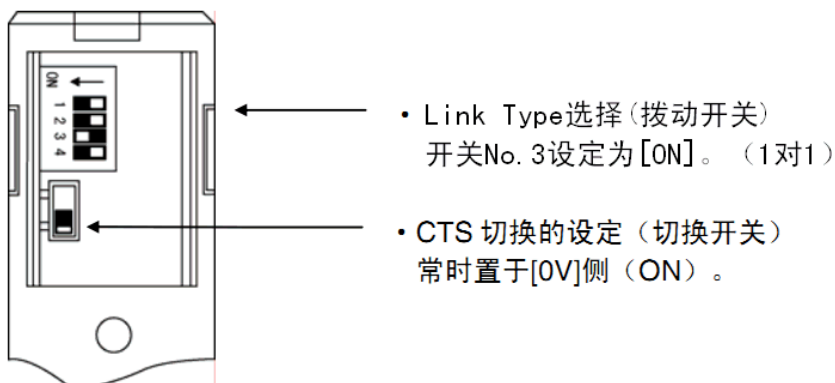 ON ←
1
2
3
4
・Link Type选择(拨动开关)
开关No.3设定为[ON]。（1对1）
・CTS 切换的设定（切换开关）
常时置于[0V]侧（ON）。